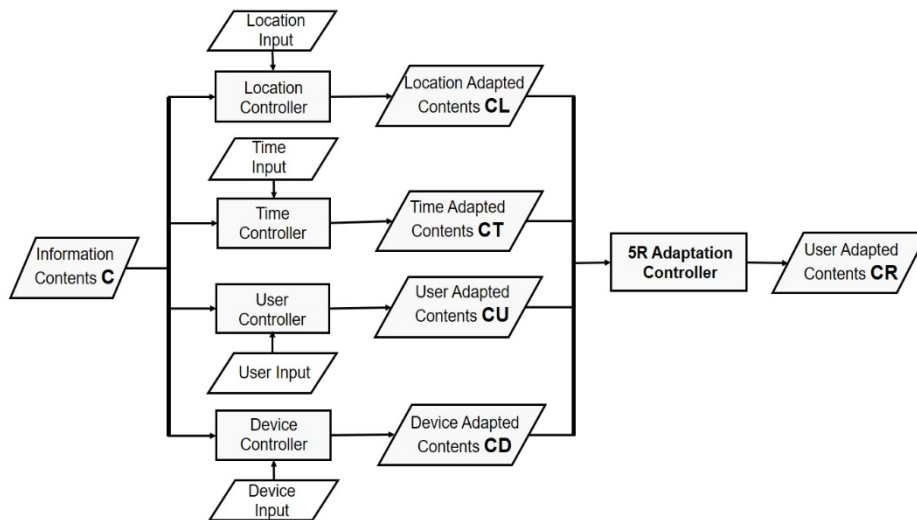 Location
Input
Location
Controller
Location Adapted
Contents CL
Time
Input
Time
Controller
Time Adapted
Contents CT
Information
Contents C
5R Adaptation
Controller
User Adapted
Contents CR
User
Controller
User Adapted
Contents CU
User Input
Device
Controller
Device Adapted
Contents CD
Device
Input